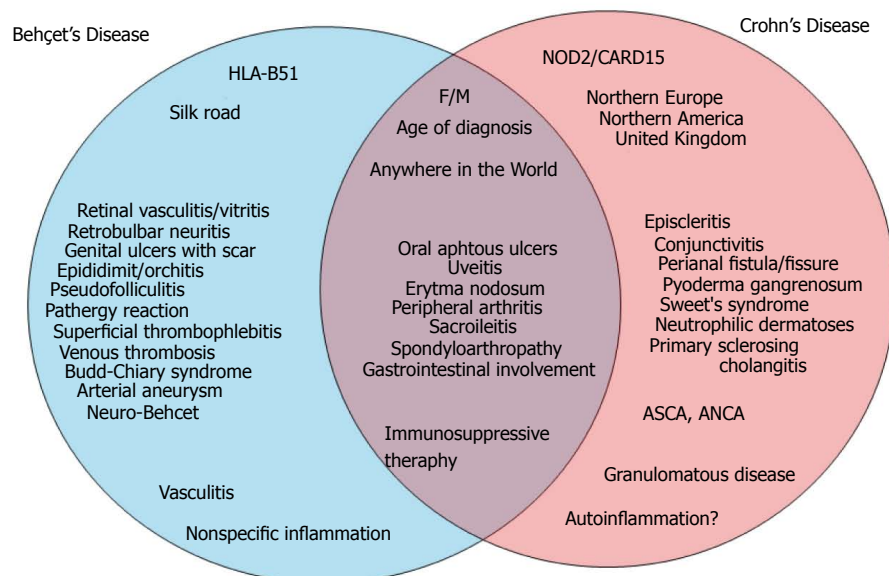 Behçet's Disease
Crohn's Disease
HLA-B51
Silk road
Retinal vasculitis/vitritis
Retrobulbar neuritis
Genital ulcers with scar
Epididimit/orchitis
Pseudofolliculitis
Pathergy reaction
Superficial thrombophlebitis
Venous thrombosis
Budd-Chiary syndrome
Arterial aneurysm
Neuro-Behcet
Vasculitis
Nonspecific inflammation
F/M
Age of diagnosis
Anywhere in the World
Oral aphtous ulcers
Uveitis
Erytma nodosum
Peripheral arthritis
Sacroileitis
Spondyloarthropathy
Gastrointestinal involvement
Immunosuppressive
theraphy
NOD2/CARD15
Northern Europe
Northern America
United Kingdom
Episcleritis
Conjunctivitis
Perianal fistula/fissure
Pyoderma gangrenosum
Sweet's syndrome
Neutrophilic dermatoses
Primary sclerosing
cholangitis
ASCA, ANCA
Granulomatous disease
Autoinflammation?